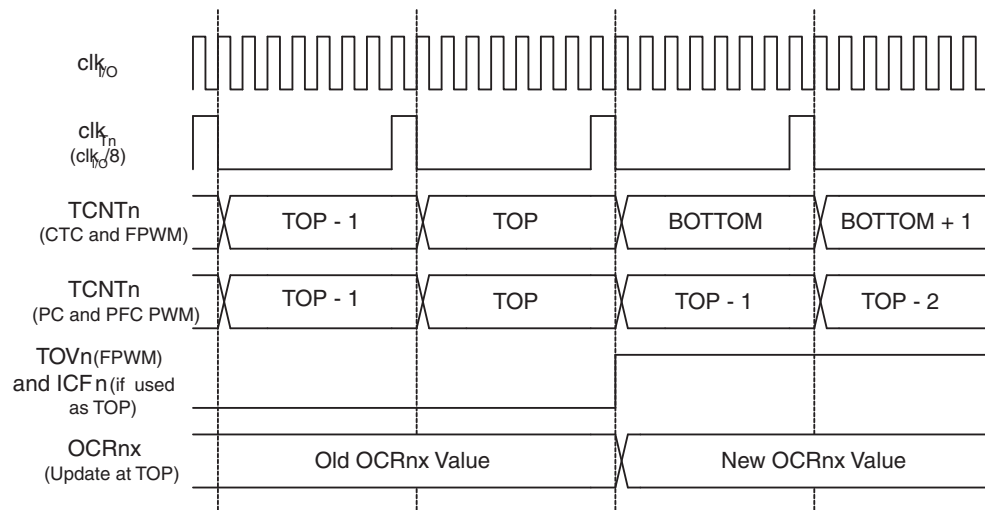 clkI/O
clkTn
(clkI/O/8)
TCNTn
(CTC and FPWM)
TOP - 1
TOP
BOTTOM
BOTTOM + 1
TCNTn
(PC and PFC PWM)
TOP - 1
TOP
TOP - 1
TOP - 2
TOVn(FPWM)
and ICFn(if used
as TOP)
OCRnx
(Update at TOP)
Old OCRnx Value
New OCRnx Value